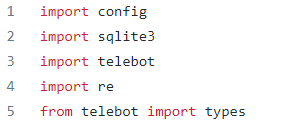 1 import config
2 import sqlite3
3 import telebot
4 import re
5 from telebot import types